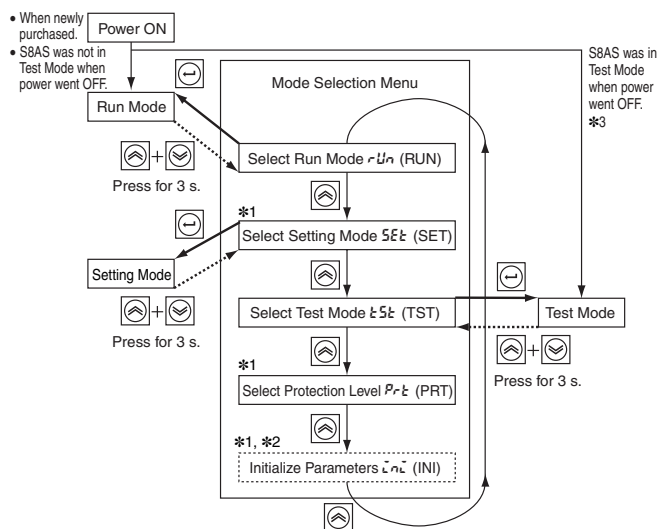 • When newly purchased.
• S8AS was not in Test Mode when power went OFF.
Power ON
S8AS was in Test Mode when power went OFF.
*3
Mode Selection Menu
Run Mode
+
Press for 3 s.
Select Run Mode rUn (RUN)
*1
Select Setting Mode SEt (SET)
Setting Mode
+
Press for 3 s.
Select Test Mode tSt (TST)
Test Mode
+
Press for 3 s.
*1
Select Protection Level Prt (PRT)
*1, *2
Initialize Parameters ini (INI)